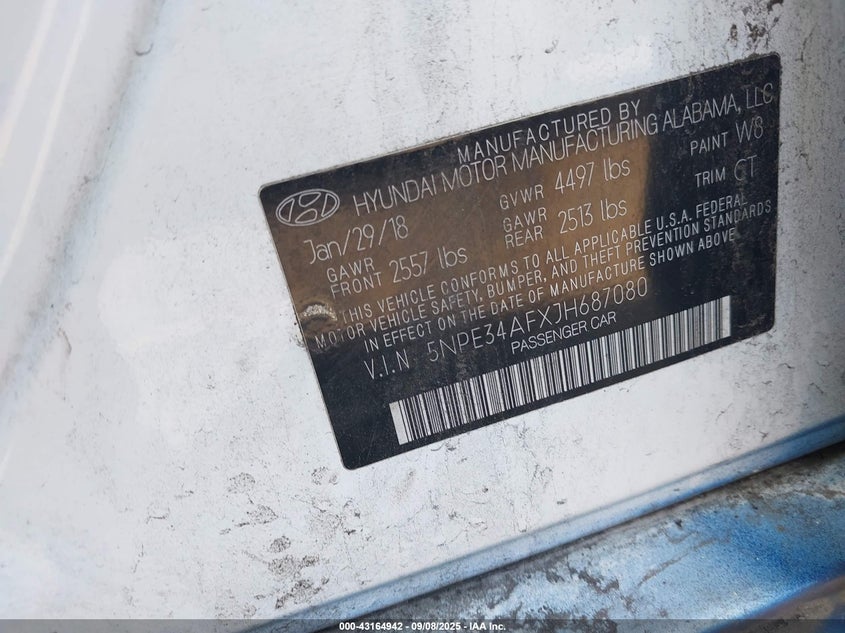 MANUFACTURED BY
HYUNDAI MOTOR MANUFACTURING ALABAMA, LLC
Jan/29/18 GVWR 4497 lbs PAINT W8
GAWR FRONT 2557 lbs GAWR REAR 2513 lbs TRIM CT
THIS VEHICLE CONFORMS TO ALL APPLICABLE U.S.A. FEDERAL
MOTOR VEHICLE SAFETY, BUMPER, AND THEFT PREVENTION STANDARDS
IN EFFECT ON THE DATE OF MANUFACTURE SHOWN ABOVE
V.I.N 5NPE34AFXJH687080
PASSENGER CAR
000-43164942 - 09/08/2025 - IAA Inc.